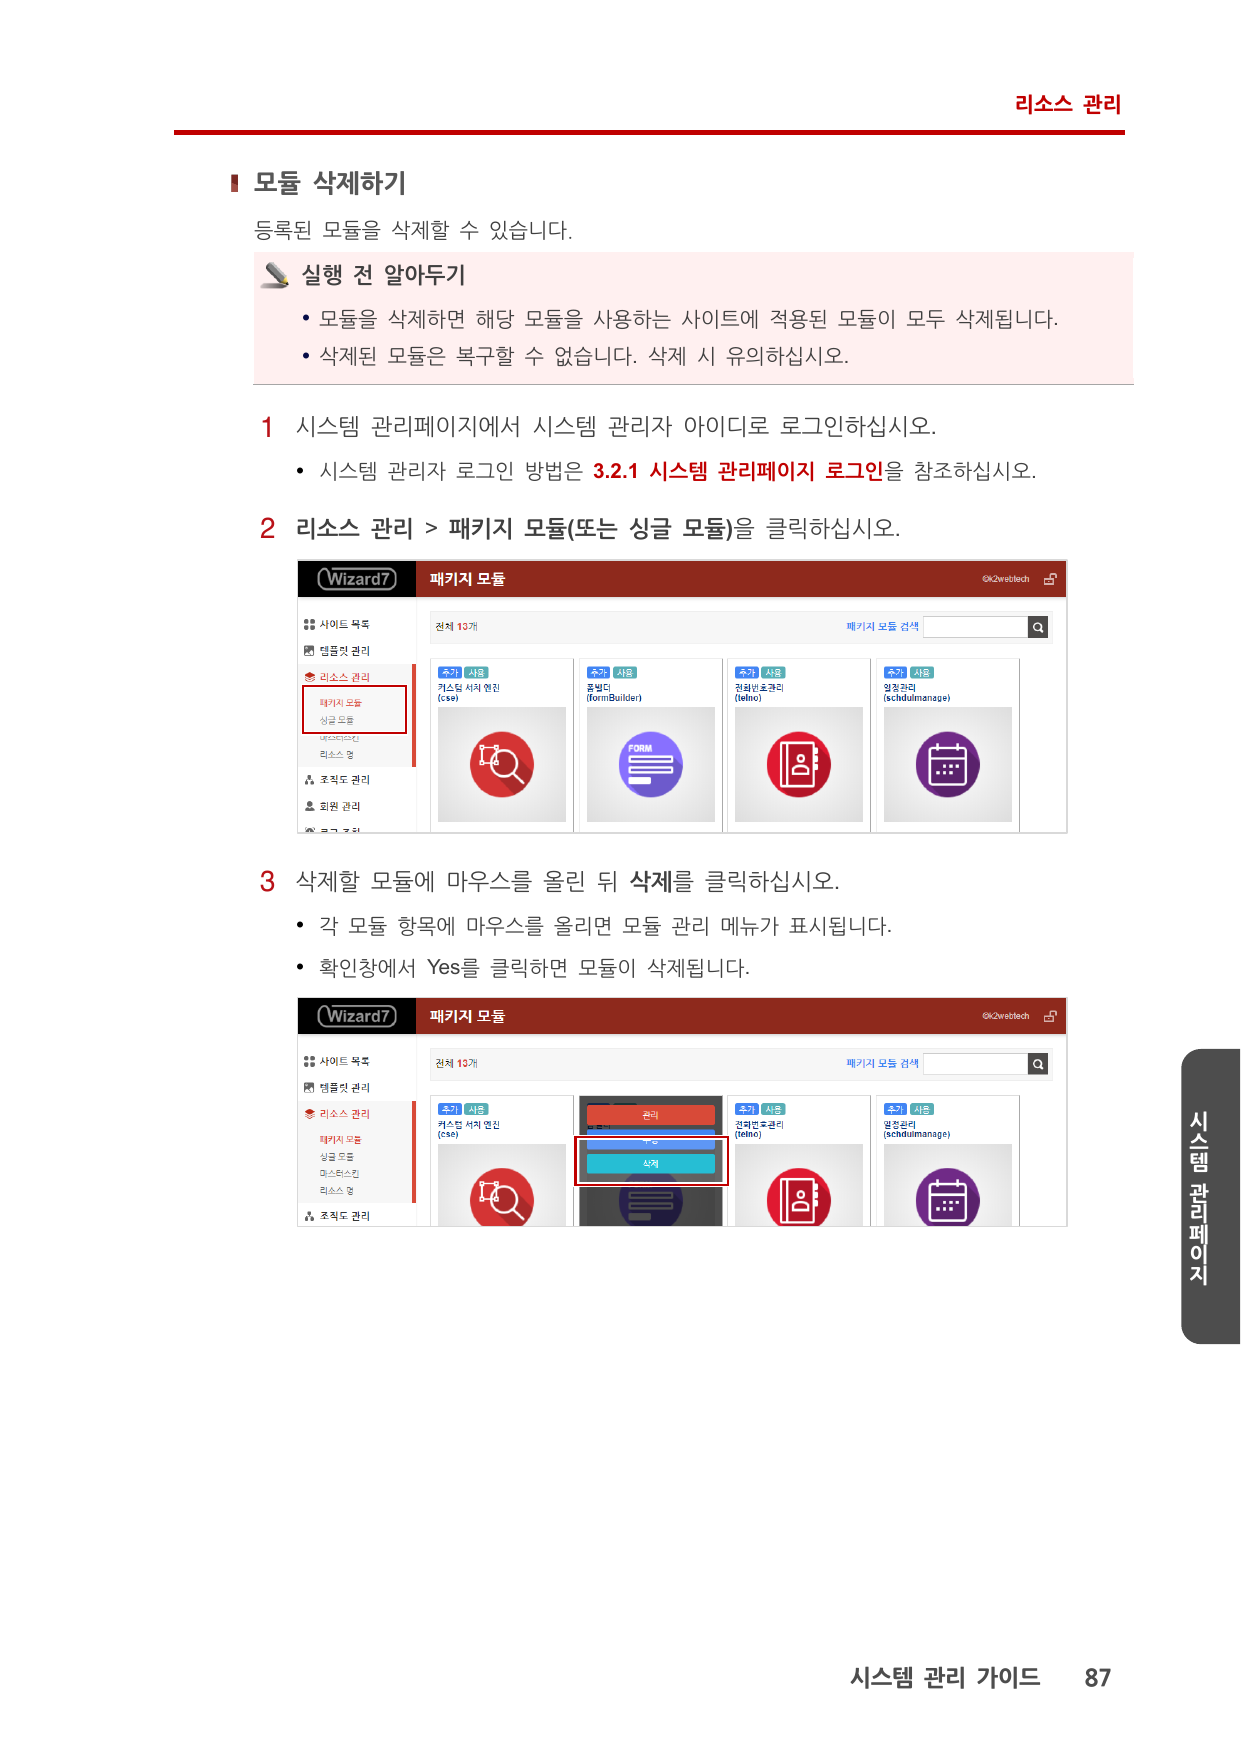 리소스 관리
모듈 삭제하기
등록된 모듈을 삭제할 수 있습니다.
실행 전 알아두기
• 모듈을 삭제하면 해당 모듈을 사용하는 사이트에 적용된 모듈이 모두 삭제됩니다.
• 삭제된 모듈은 복구할 수 없습니다. 삭제 시 유의하십시오.
1 시스템 관리페이지에서 시스템 관리자 아이디로 로그인하십시오.
• 시스템 관리자 로그인 방법은 3.2.1 시스템 관리페이지 로그인을 참조하십시오.
2 리소스 관리 > 패키지 모듈(또는 싱글 모듈)을 클릭하십시오.
Wizard7 패키지 모듈 ©k2webtech
사이트 목록
전체 13개 패키지 모듈 검색
템플릿 관리
리소스 관리
패키지 모듈
싱글 모듈
마스터스킨
리소스 명
조직도 관리
회원 관리
로그 조회
추가 사용 추가 사용 추가 사용 추가 사용
커스텀 서치 엔진 폼빌더 전화번호관리 일정관리
(cse) (formBuilder) (telno) (schdulmanage)
FORM
3 삭제할 모듈에 마우스를 올린 뒤 삭제를 클릭하십시오.
• 각 모듈 항목에 마우스를 올리면 모듈 관리 메뉴가 표시됩니다.
• 확인창에서 Yes를 클릭하면 모듈이 삭제됩니다.
Wizard7 패키지 모듈 ©k2webtech
사이트 목록
전체 13개 패키지 모듈 검색
템플릿 관리
리소스 관리
패키지 모듈
싱글 모듈
마스터스킨
리소스 명
조직도 관리
추가 사용 관리 추가 사용 추가 사용
커스텀 서치 엔진 전화번호관리 일정관리
(cse) (telno) (schdulmanage)
삭제
시스템 관리페이지
시스템 관리 가이드 87